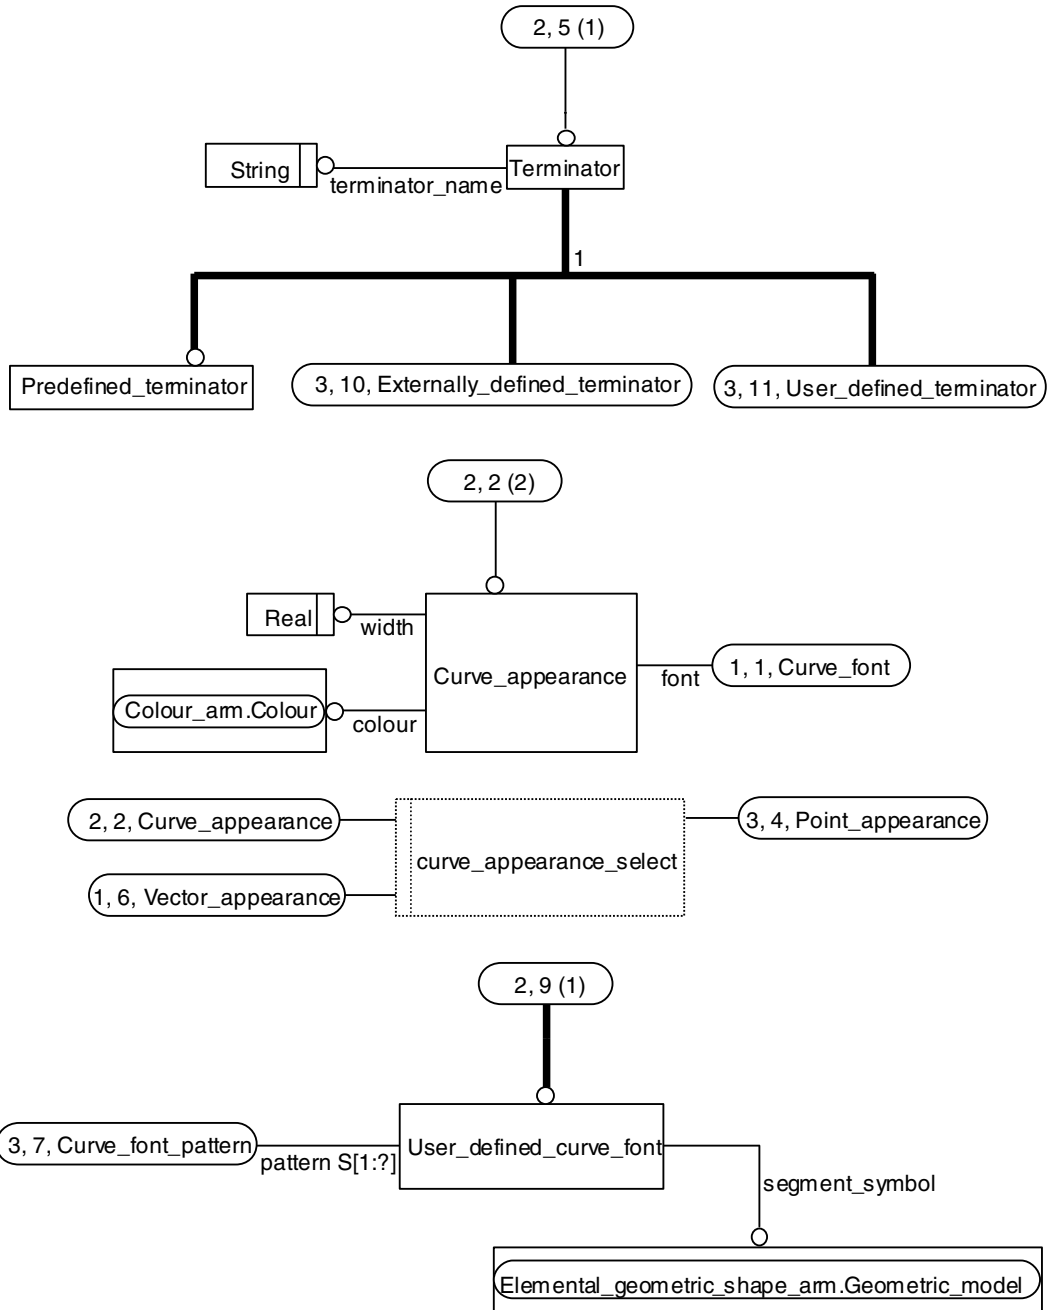 2, 5 (1)
String
terminator_name
Terminator
1
Predefined_terminator
3, 10, Externally_defined_terminator
3, 11, User_defined_terminator
2, 2 (2)
Real
width
Curve_appearance
1, 1, Curve_font
font
Colour_arm.Colour
colour
2, 2, Curve_appearance
3, 4, Point_appearance
curve_appearance_select
1, 6, Vector_appearance
2, 9 (1)
3, 7, Curve_font_pattern
pattern S[1:?]
User_defined_curve_font
segment_symbol
Elemental_geometric_shape_arm.Geometric_model